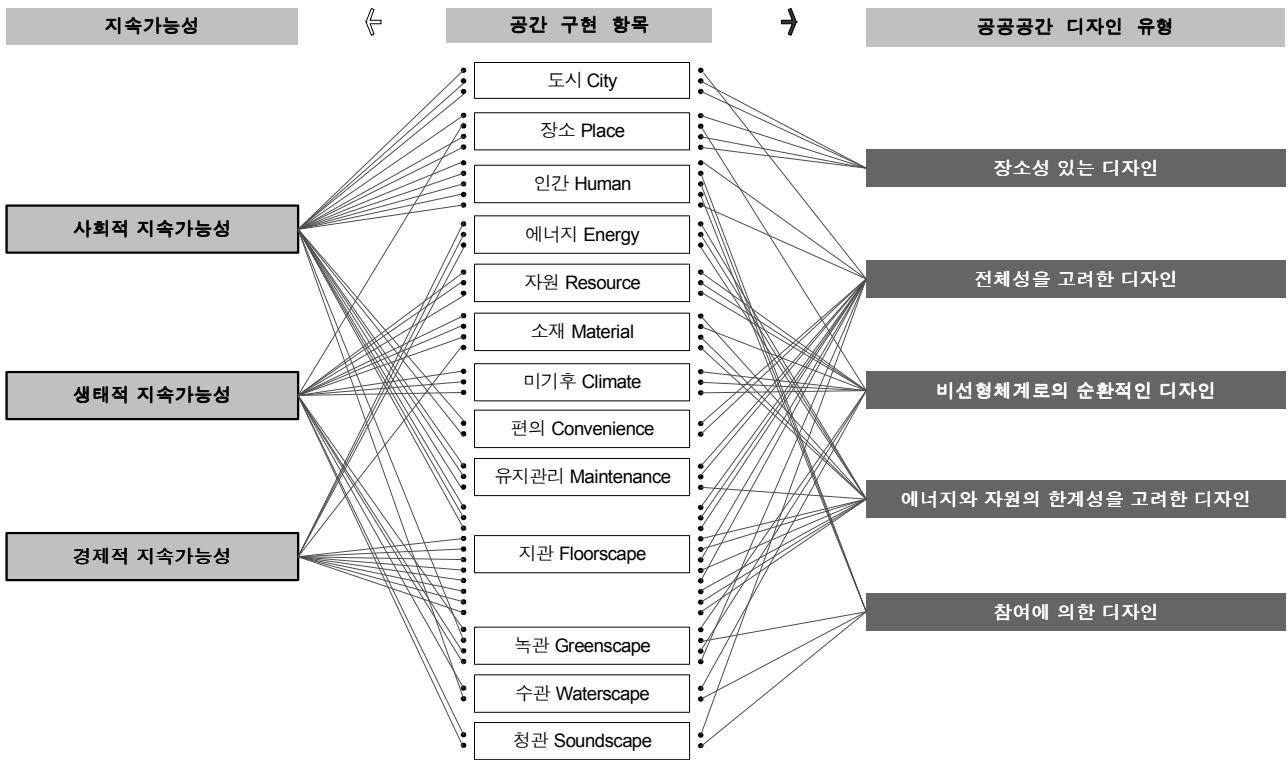 지속가능성
공간 구현 항목
공공공간 디자인 유형
사회적 지속가능성
생태적 지속가능성
경제적 지속가능성
도시 City
장소 Place
인간 Human
에너지 Energy
자원 Resource
소재 Material
미기후 Climate
편의 Convenience
유지관리 Maintenance
지관 Floorscape
녹관 Greenscape
수관 Waterscape
청관 Soundscape
장소성 있는 디자인
전체성을 고려한 디자인
비선형체계로의 순환적인 디자인
에너지와 자원의 한계성을 고려한 디자인
참여에 의한 디자인